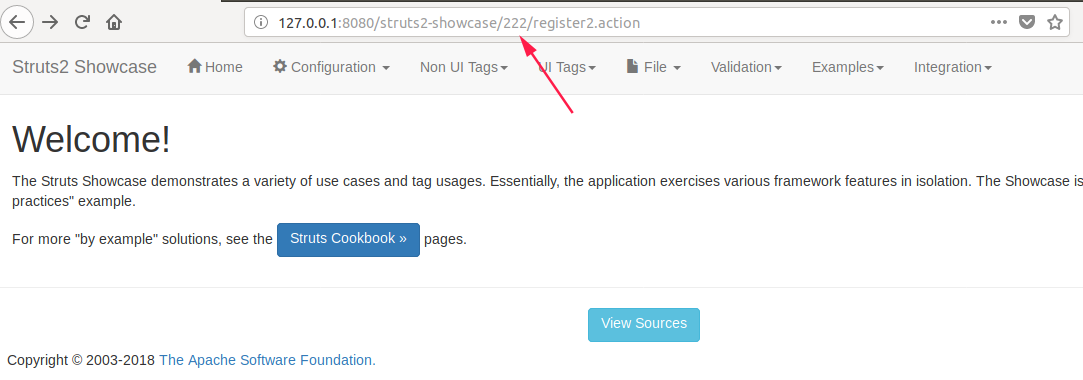 127.0.0.1:8080/struts2-showcase/222/register2.action
Struts2 Showcase Home Configuration Non UI Tags UI Tags File Validation Examples Integration
Welcome!
The Struts Showcase demonstrates a variety of use cases and tag usages. Essentially, the application exercises various framework features in isolation. The Showcase is
practices" example.
For more "by example" solutions, see the Struts Cookbook » pages.
View Sources
Copyright © 2003-2018 The Apache Software Foundation.